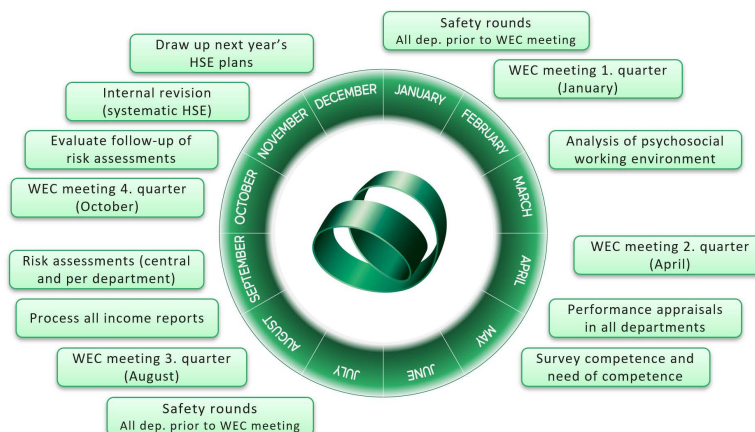 Safety rounds
All dep. prior to WEC meeting
WEC meeting 1. quarter
(January)
Analysis of psychosocial
working environment
WEC meeting 2. quarter
(April)
Performance appraisals
in all departments
Survey competence and
need of competence
Safety rounds
All dep. prior to WEC meeting
WEC meeting 3. quarter
(August)
Process all income reports
Risk assessments (central
and per department)
WEC meeting 4. quarter
(October)
Evaluate follow-up of
risk assessments
Internal revision
(systematic HSE)
Draw up next year's
HSE plans
JANUARY
FEBRUARY
MARCH
APRIL
MAY
JUNE
JULY
AUGUST
SEPTEMBER
OCTOBER
NOVEMBER
DECEMBER